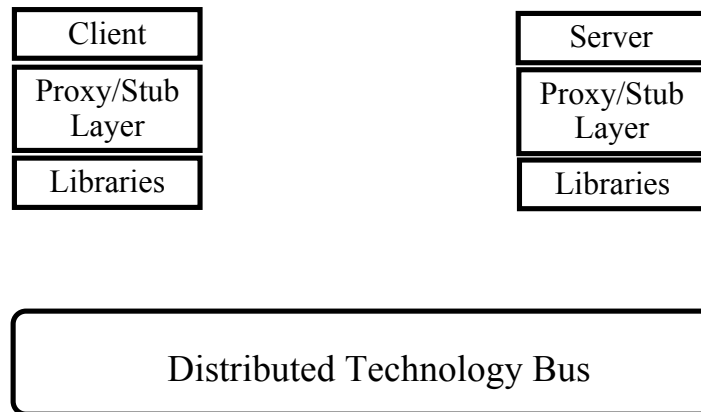 Client
Proxy/Stub
Layer
Libraries
Server
Proxy/Stub
Layer
Libraries
Distributed Technology Bus